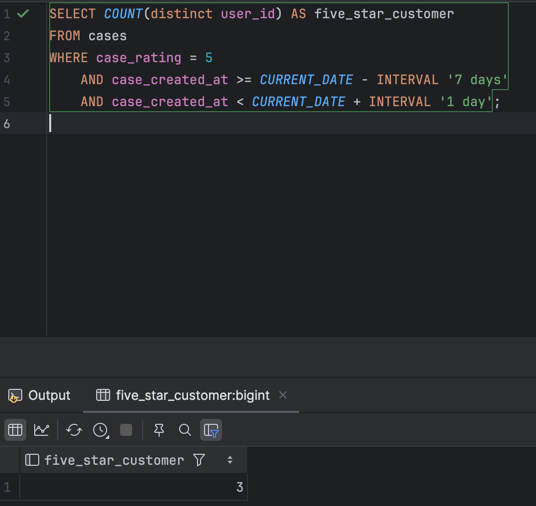 1 SELECT COUNT(distinct user_id) AS five_star_customer
2 FROM cases
3 WHERE case_rating = 5
4 AND case_created_at >= CURRENT_DATE - INTERVAL '7 days'
5 AND case_created_at < CURRENT_DATE + INTERVAL '1 day';
6
Output five_star_customer:bigint
five_star_customer
1 3